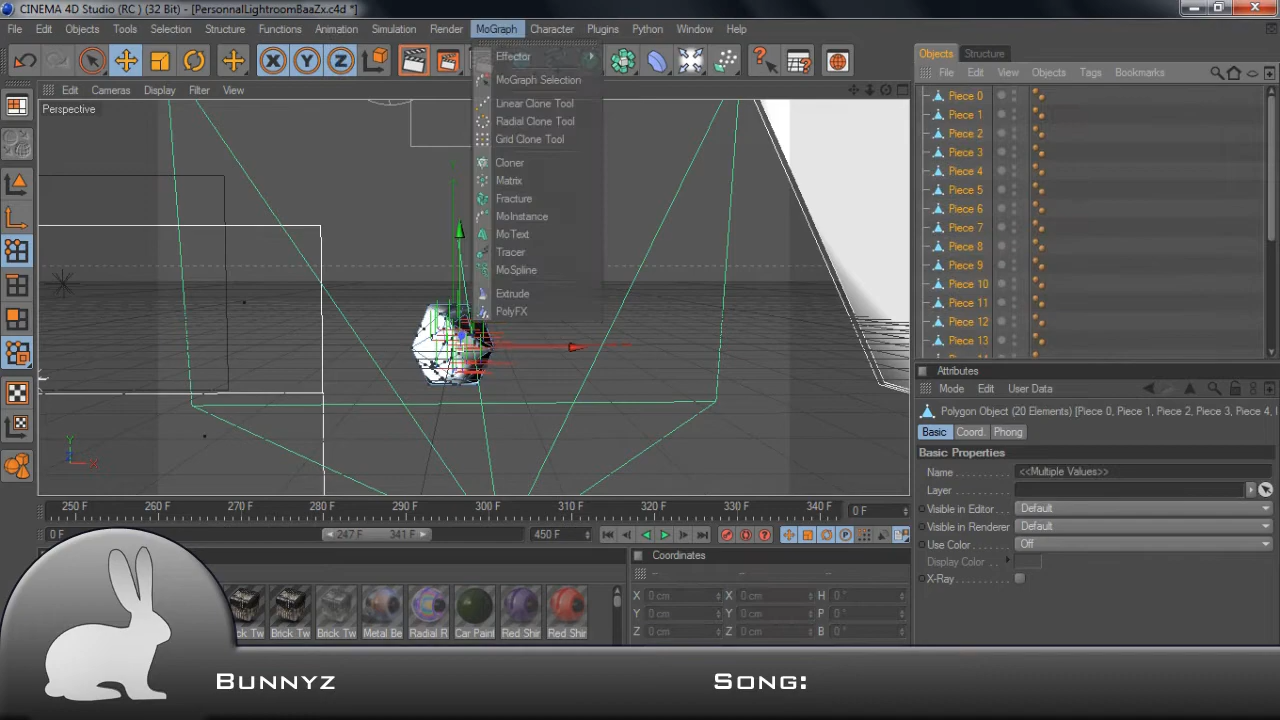 CINEMA 4D Studio (RC) (32 Bit) - [PersonnalLightroomBaaZx.c4d *]
File Edit Objects Tools Selection Structure Functions Animation Simulation Render MoGraph Character Plugins Python Window Help
Edit Cameras Display Filter View
Perspective
Effector
MoGraph Selection
Linear Clone Tool
Radial Clone Tool
Grid Clone Tool
Cloner
Matrix
Fracture
MoInstance
MoText
Tracer
MoSpline
Extrude
PolyFX
Objects Structure
File Edit View Objects Tags Bookmarks
Piece 0
Piece 1
Piece 2
Piece 3
Piece 4
Piece 5
Piece 6
Piece 7
Piece 8
Piece 9
Piece 10
Piece 11
Piece 12
Piece 13
Attributes
Mode Edit User Data
Polygon Object (20 Elements) [Piece 0, Piece 1, Piece 2, Piece 3, Piece 4,
Basic Coord. Phong
Basic Properties
Name <<Multiple Values>>
Layer
Visible in Editor Default
Visible in Renderer Default
Use Color Off
Display Color
X-Ray
250 F 260 F 270 F 280 F 290 F 300 F 310 F 320 F 330 F 340 F 0 F
0 F 247 F 341 F 450 F
Coordinates
X 0 cm X 0 cm H 0 °
Y 0 cm Y 0 cm P 0 °
Z 0 cm Z 0 cm B 0 °
Brick Tw Brick Tw Brick Tw Metal Be Radial R Car Paint Red Shir Red Shir
Bunnyz Song: